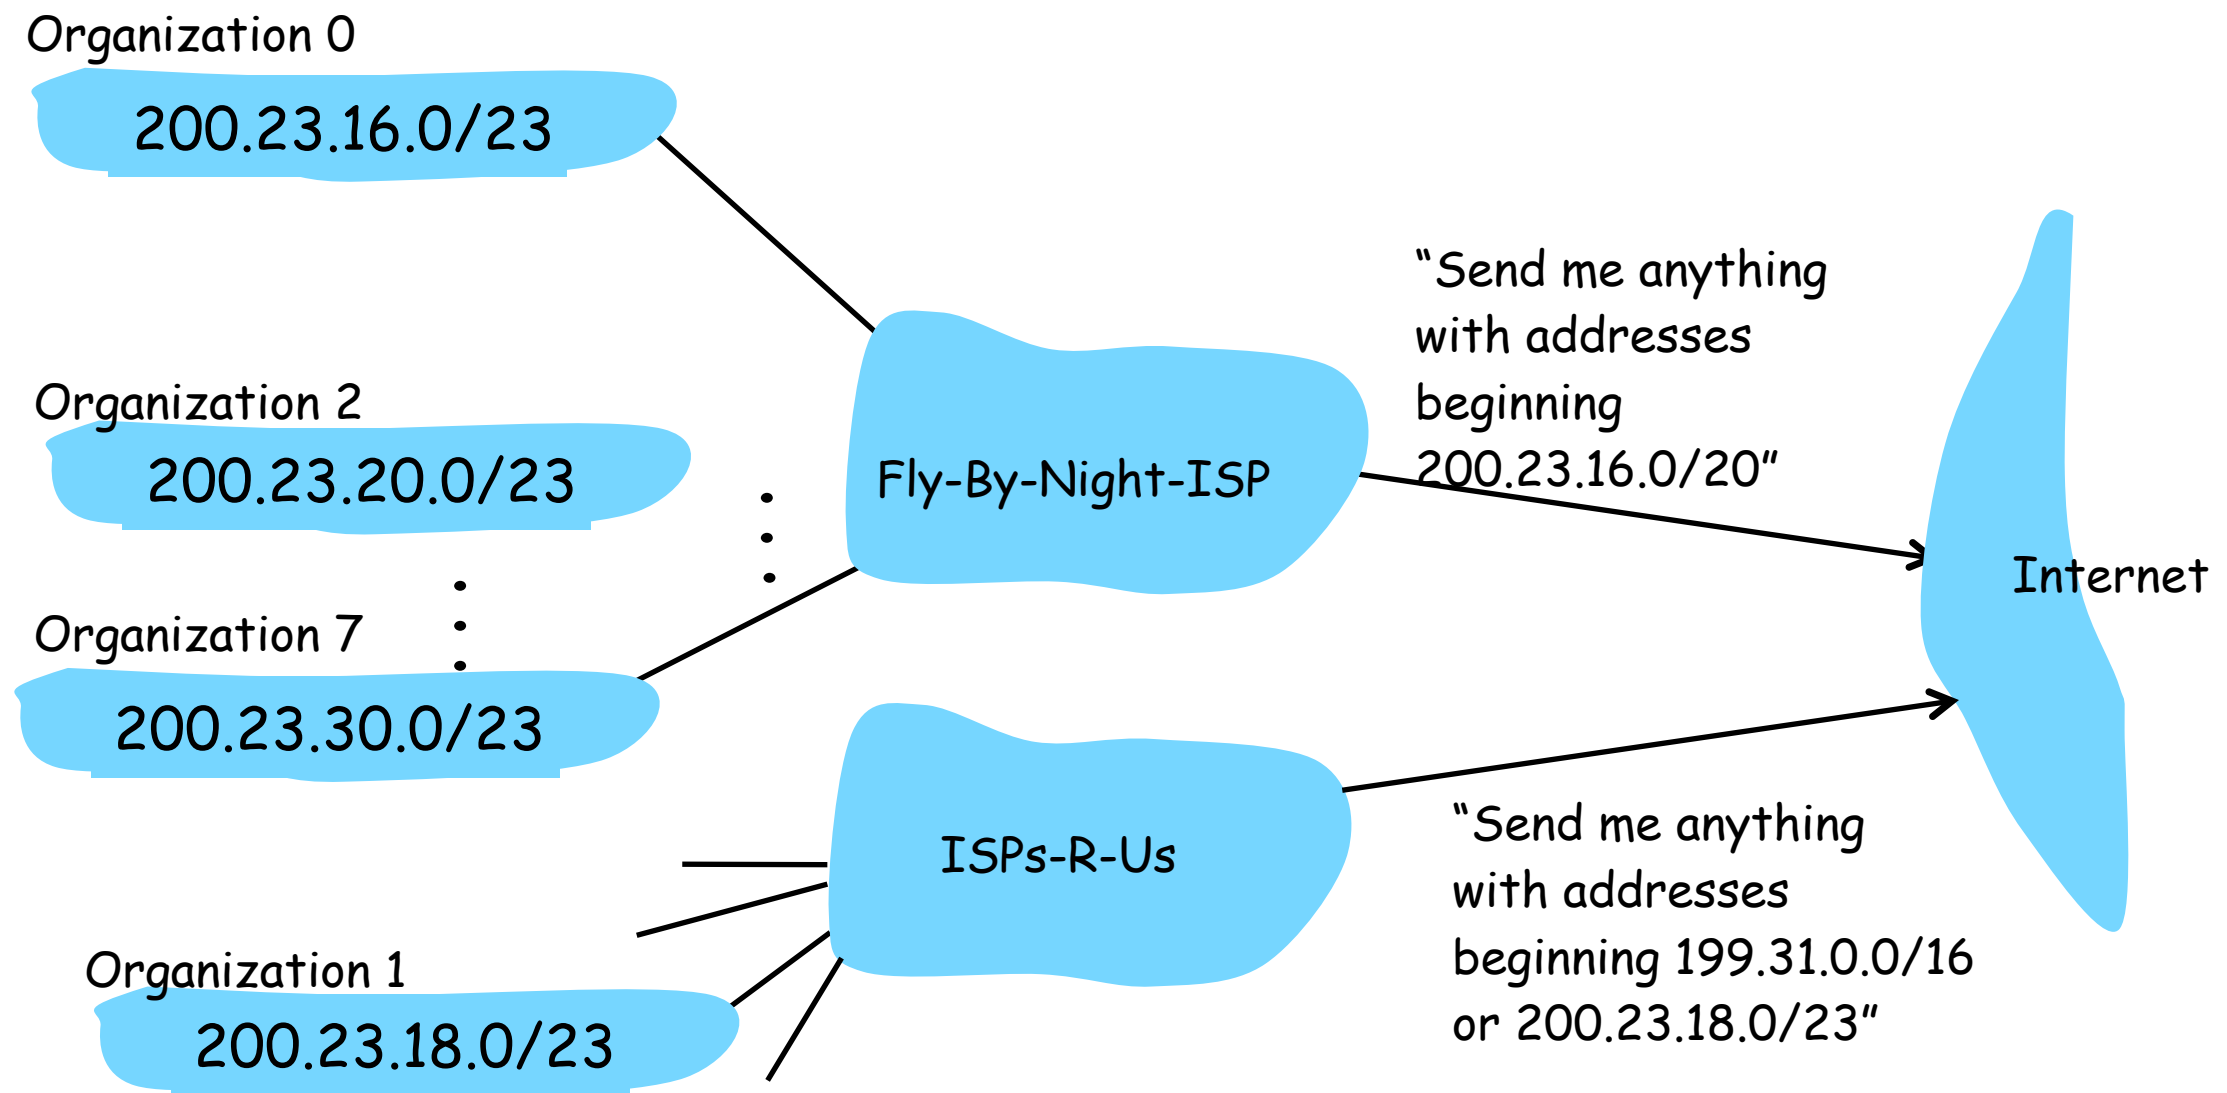 Organization 0
200.23.16.0/23
Organization 2
200.23.20.0/23
Organization 7
200.23.30.0/23
Organization 1
200.23.18.0/23
Fly-By-Night-ISP
ISPs-R-Us
“Send me anything
with addresses
beginning
200.23.16.0/20”
Internet
“Send me anything
with addresses
beginning 199.31.0.0/16
or 200.23.18.0/23”